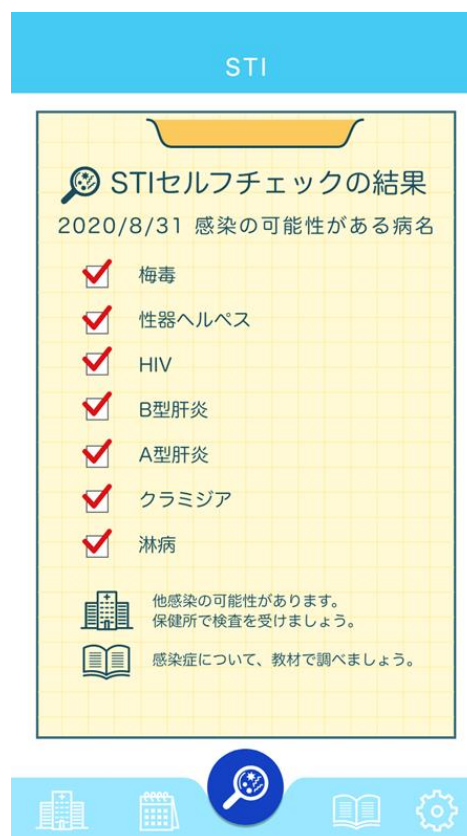 STI
STIセルフチェックの結果
2020/8/31 感染の可能性がある病名
梅毒
性器ヘルペス
HIV
B型肝炎
A型肝炎
クラミジア
淋病
他感染の可能性があります。
保健所で検査を受けましょう。
感染症について、教材で調べましょう。